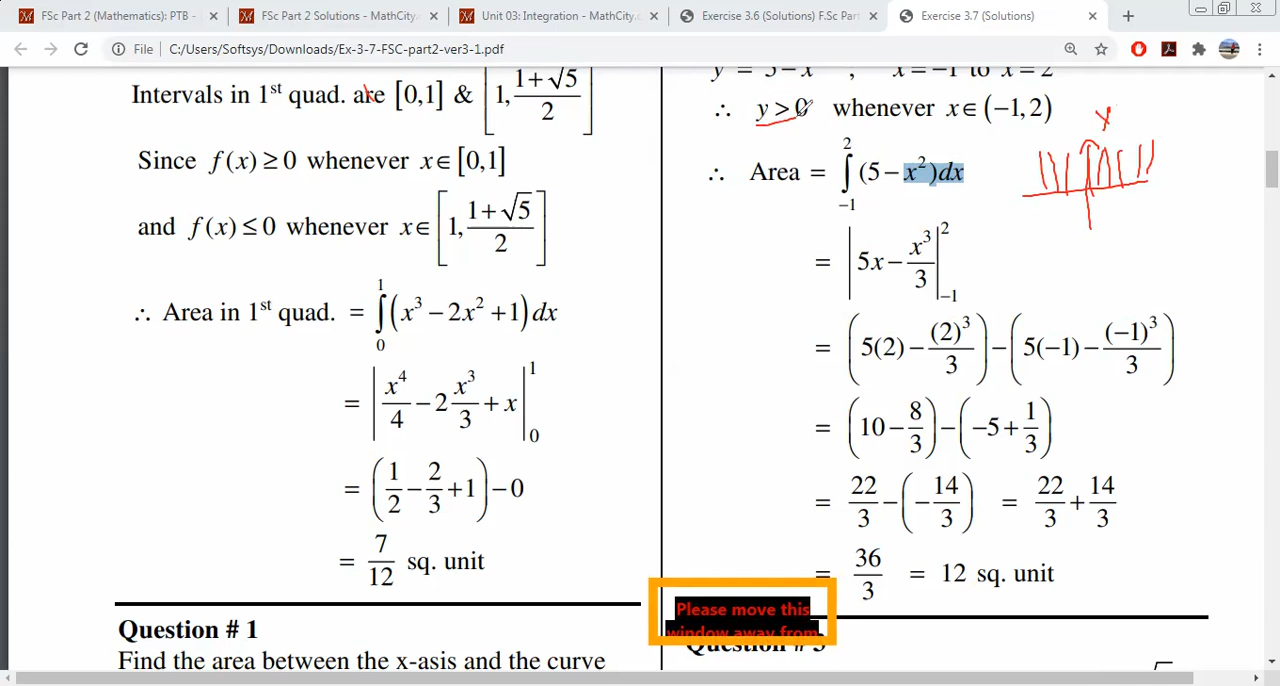 FSc Part 2 (Mathematics): PTB -
FSc Part 2 Solutions - MathCity.
Unit 03: Integration - MathCity.
Exercise 3.6 (Solutions) F.Sc Part
Exercise 3.7 (Solutions)
File | C:/Users/Softsys/Downloads/Ex-3-7-FSC-part2-ver3-1.pdf
Intervals in 1st quad. are [0,1] & [1, (1+√5)/2]
Since f(x) ≥ 0 whenever x∈[0,1]
and f(x) ≤ 0 whenever x∈[1, (1+√5)/2]
∴ Area in 1st quad. = ∫₀¹ (x³ − 2x² + 1) dx
= |x⁴/4 − 2 x³/3 + x|₀¹
= (1/2 − 2/3 + 1) − 0
= 7/12 sq. unit
Question # 1
Find the area between the x-asis and the curve
y = 5 − x² , x = −1 to x = 2
∴ y > 0 whenever x∈(−1, 2)
x
∴ Area = ∫₋₁² (5 − x²)dx
= |5x − x³/3|₋₁²
= (5(2) − (2)³/3) − (5(−1) − (−1)³/3)
= (10 − 8/3) − (−5 + 1/3)
= 22/3 − (−14/3) = 22/3 + 14/3
= 36/3 = 12 sq. unit
Please move this
window away from
Question # 3